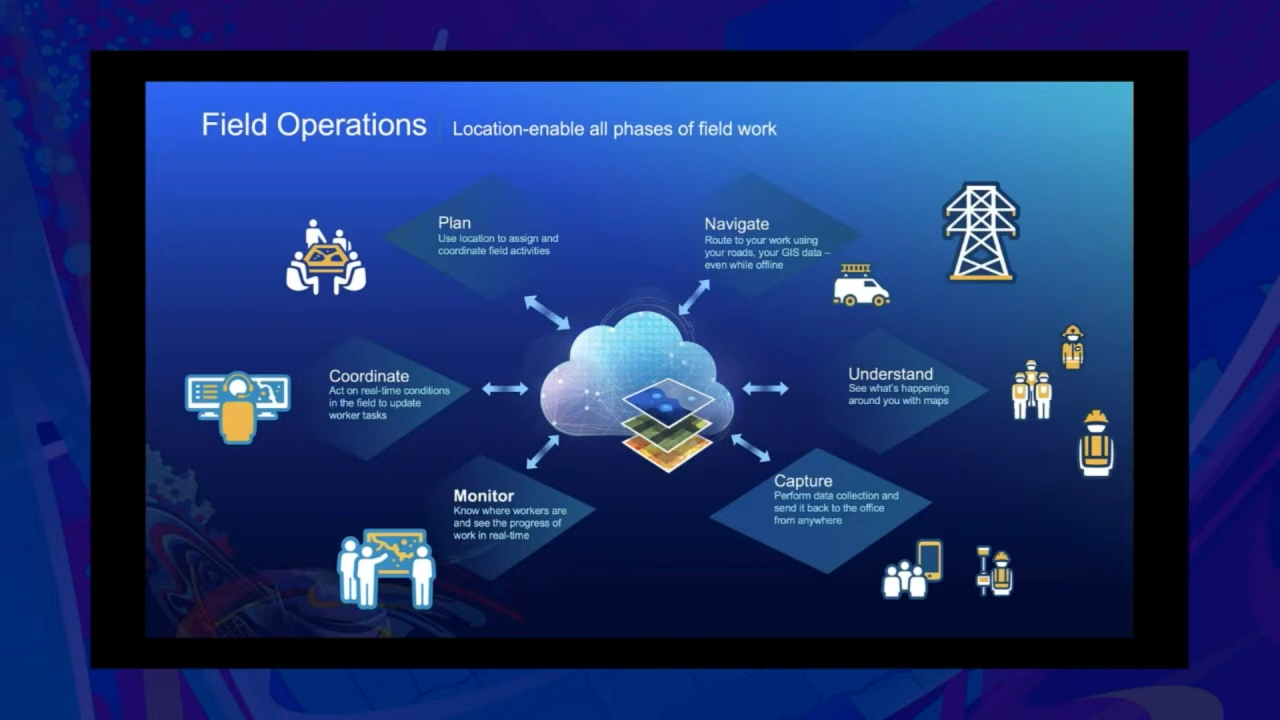 Field Operations
Location-enable all phases of field work
Plan
Use location to assign and
coordinate field activities
Navigate
Route to your work using
your roads, your GIS data –
even while offline
Coordinate
Act on real-time conditions
in the field to update
worker tasks
Understand
See what's happening
around you with maps
Monitor
Know where workers are
and see the progress of
work in real-time
Capture
Perform data collection and
send it back to the office
from anywhere